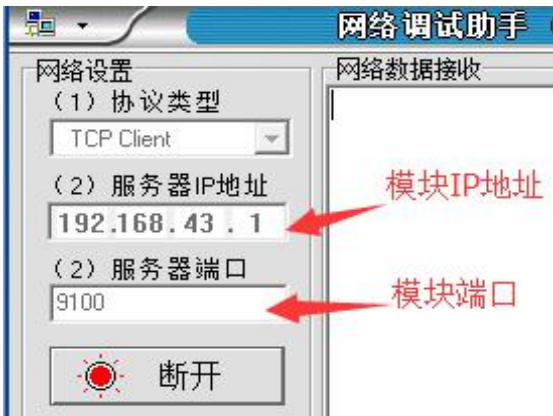 网络调试助手
网络设置
网络数据接收
(1) 协议类型
TCP Client
(2) 服务器IP地址
模块IP地址
192.168.43.1
(2) 服务器端口
模块端口
9100
断开